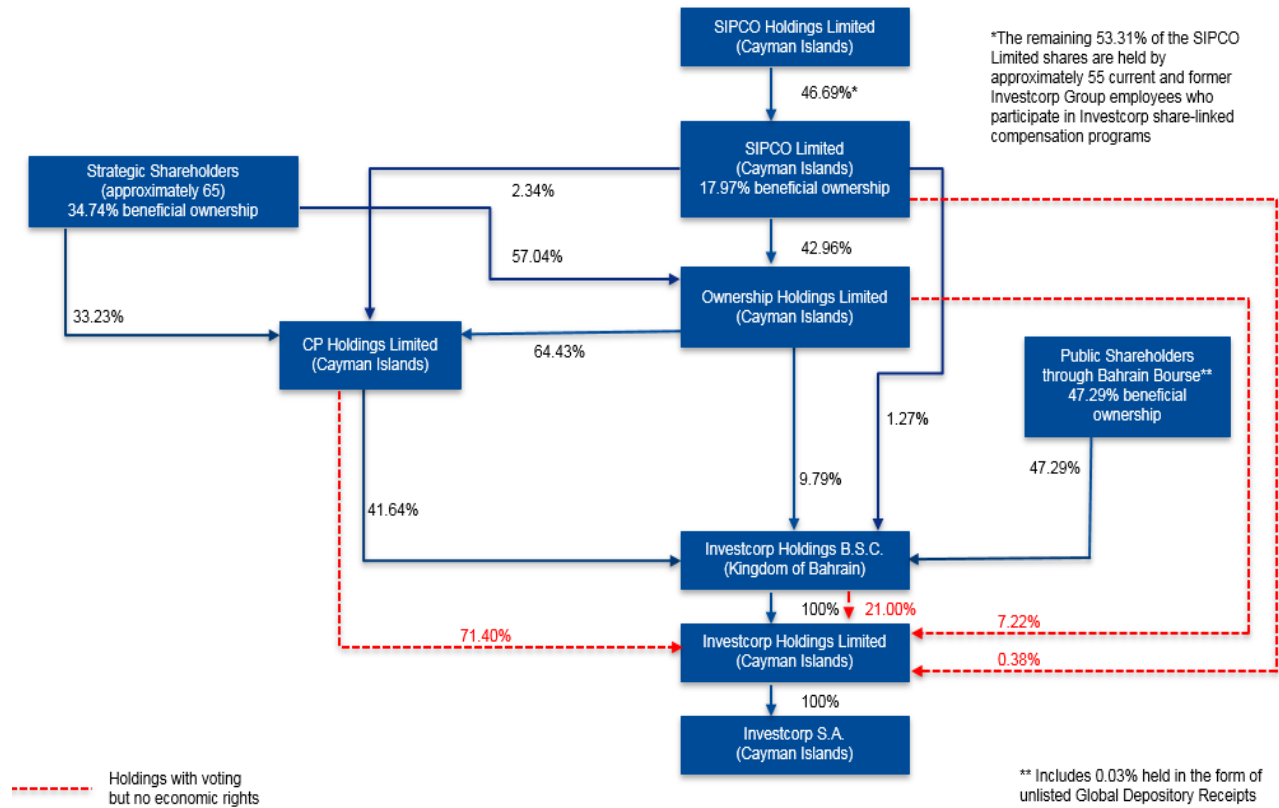 SIPCO Holdings Limited
(Cayman Islands)
*The remaining 53.31% of the SIPCO
Limited shares are held by
approximately 55 current and former
Investcorp Group employees who
participate in Investcorp share-linked
compensation programs
46.69%*
SIPCO Limited
(Cayman Islands)
17.97% beneficial ownership
Strategic Shareholders
(approximately 65)
34.74% beneficial ownership
2.34%
42.96%
57.04%
Ownership Holdings Limited
(Cayman Islands)
33.23%
CP Holdings Limited
(Cayman Islands)
64.43%
Public Shareholders
through Bahrain Bourse**
47.29% beneficial
ownership
1.27%
47.29%
9.79%
41.64%
Investcorp Holdings B.S.C.
(Kingdom of Bahrain)
100%
21.00%
7.22%
71.40%
Investcorp Holdings Limited
(Cayman Islands)
0.38%
100%
Investcorp S.A.
(Cayman Islands)
Holdings with voting
but no economic rights
** Includes 0.03% held in the form of
unlisted Global Depository Receipts